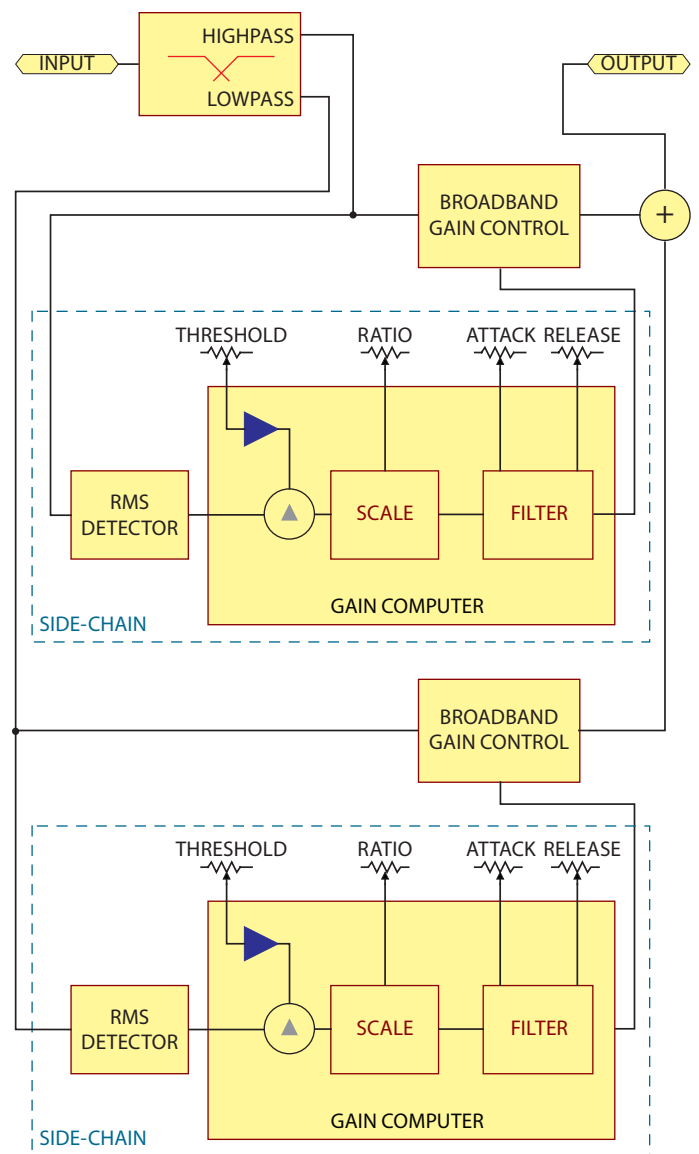 HIGHPASS
INPUT
OUTPUT
LOWPASS
BROADBAND
GAIN CONTROL
+
THRESHOLD
RATIO
ATTACK
RELEASE
RMS
DETECTOR
SCALE
FILTER
GAIN COMPUTER
SIDE-CHAIN
BROADBAND
GAIN CONTROL
THRESHOLD
RATIO
ATTACK
RELEASE
RMS
DETECTOR
SCALE
FILTER
GAIN COMPUTER
SIDE-CHAIN